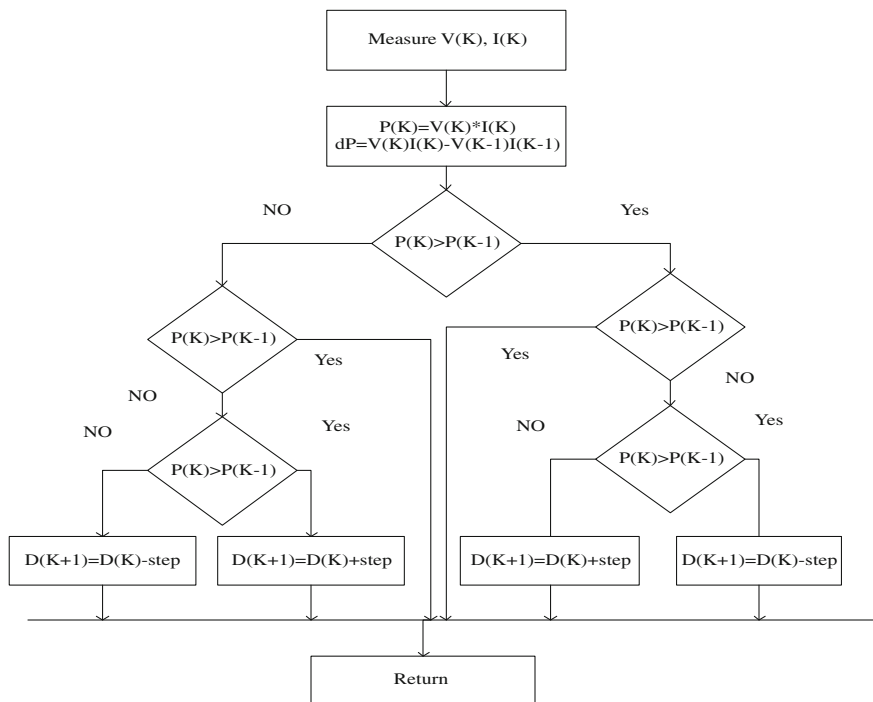 Measure V(K), I(K)
P(K)=V(K)*I(K)
dP=V(K)I(K)-V(K-1)I(K-1)
NO
Yes
P(K)>P(K-1)
P(K)>P(K-1)
P(K)>P(K-1)
Yes
Yes
NO
NO
NO
Yes
NO
Yes
P(K)>P(K-1)
P(K)>P(K-1)
D(K+1)=D(K)-step
D(K+1)=D(K)+step
D(K+1)=D(K)+step
D(K+1)=D(K)-step
Return